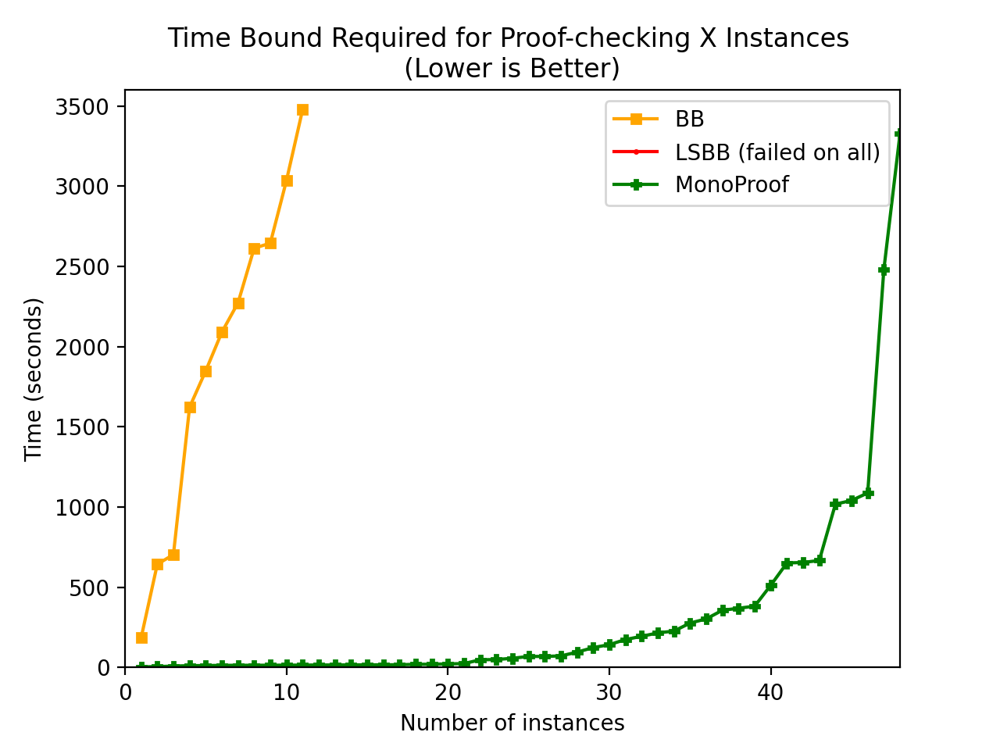 Time Bound Required for Proof-checking X Instances
(Lower is Better)
3500
3000
2500
2000
1500
1000
500
0
Time (seconds)
BB
LSBB (failed on all)
MonoProof
0 10 20 30 40
Number of instances